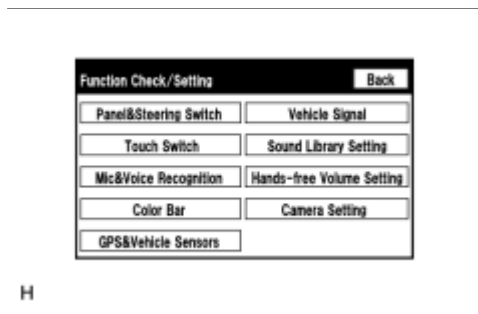 Function Check/Setting Back
Panel&Steering Switch Vehicle Signal
Touch Switch Sound Library Setting
Mic&Voice Recognition Hands-free Volume Setting
Color Bar Camera Setting
GPS&Vehicle Sensors
H